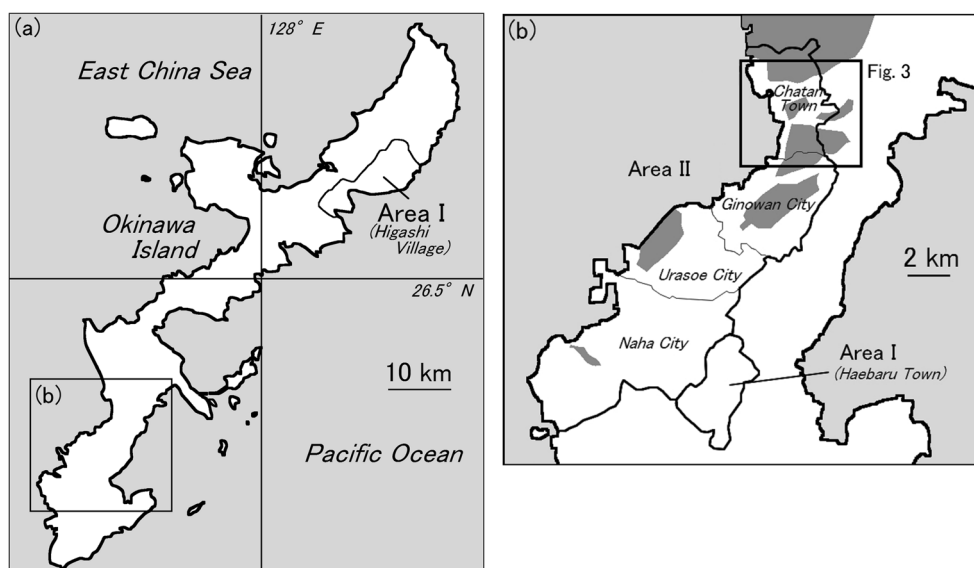 (a)
128° E
East China Sea
Okinawa
Island
Area I
(Higashi
Village)
26.5° N
10 km
(b)
Pacific Ocean
(b)
Fig. 3
Chatan
Town
Area II
Ginowan City
2 km
Urasoe City
Naha City
Area I
(Haebaru Town)